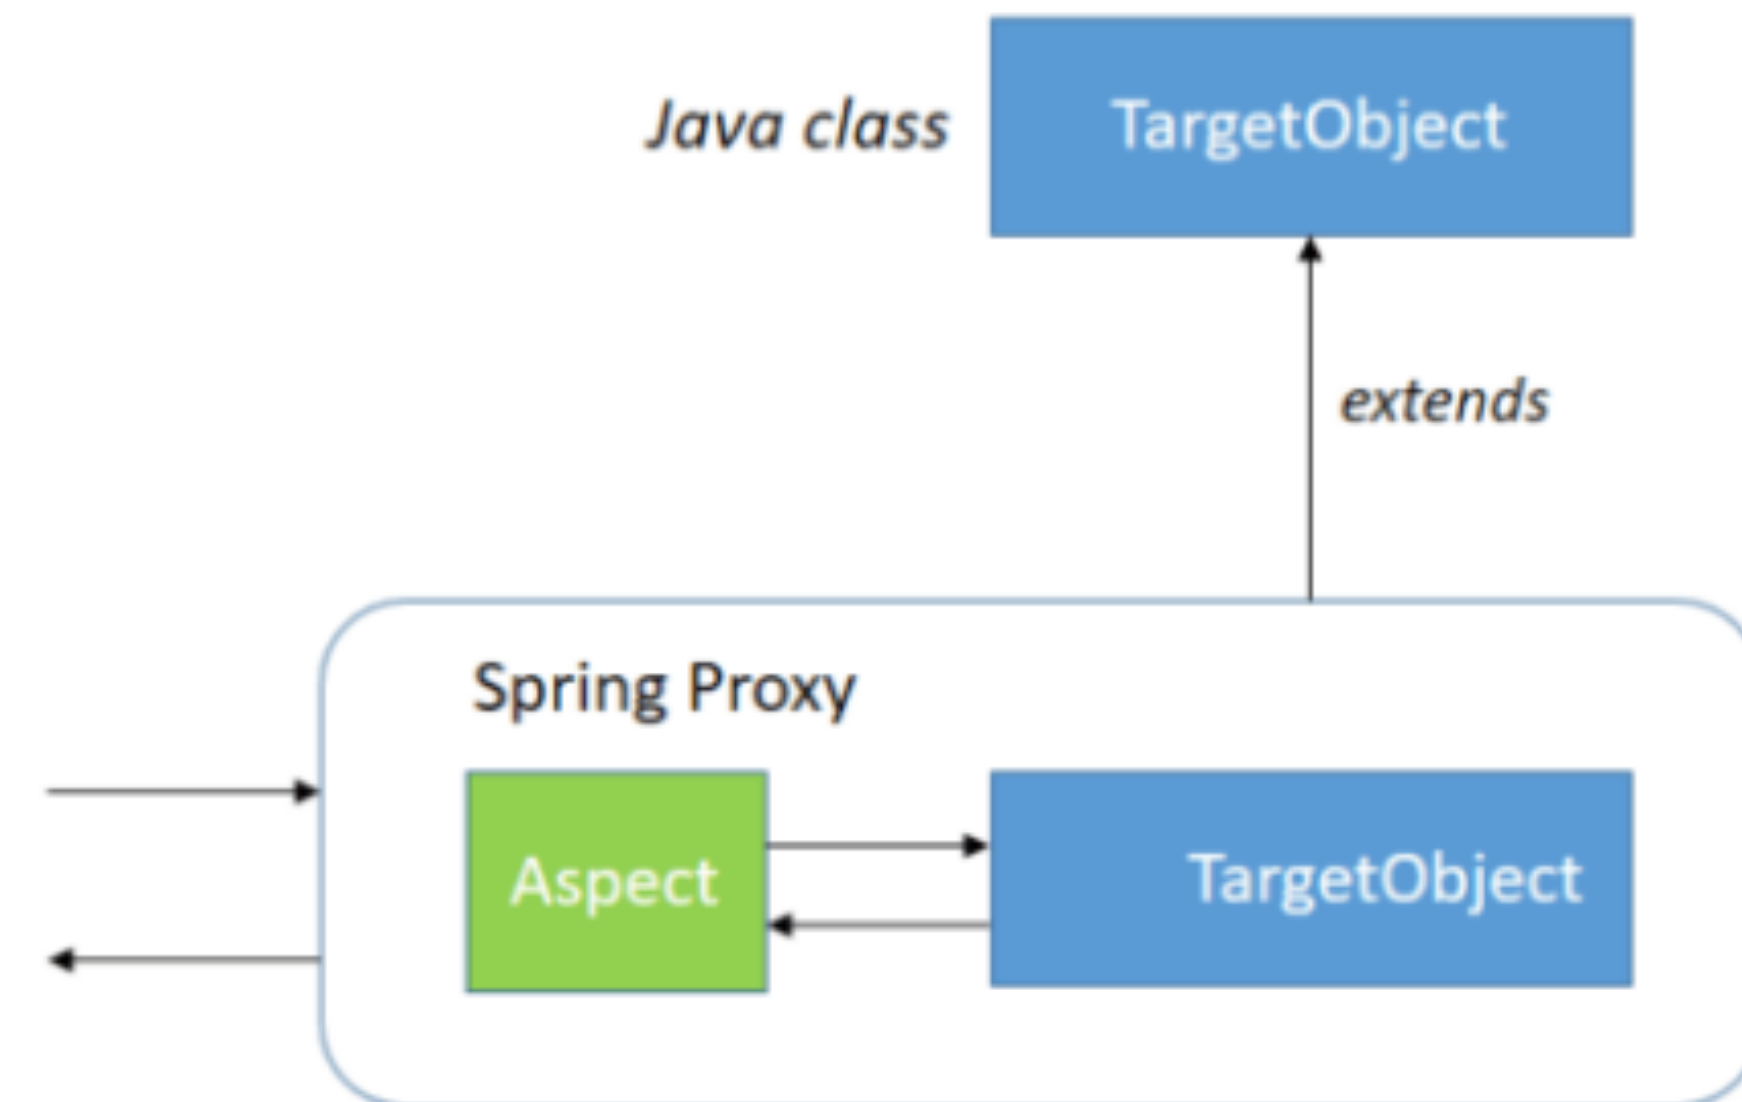 Java class
TargetObject
extends
Spring Proxy
Aspect
TargetObject